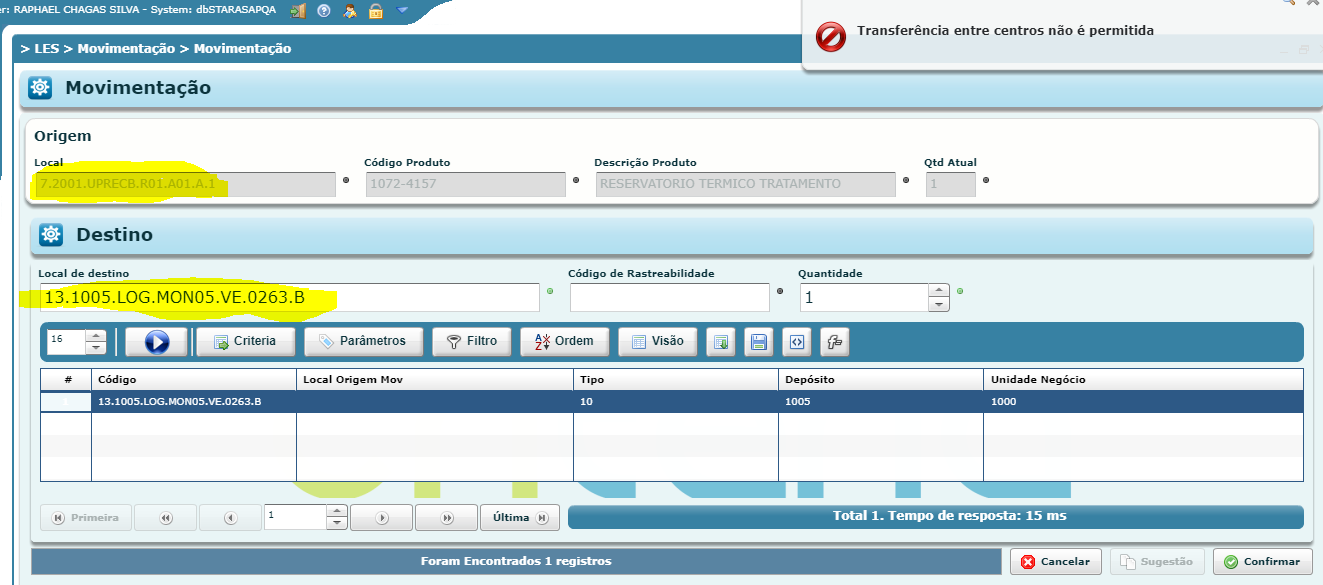 er: RAPHAEL CHAGAS SILVA - System: dbSTARASAPQA
Transferência entre centros não é permitida
> LES > Movimentação > Movimentação
Movimentação
Origem
Local Código Produto Descrição Produto Qtd Atual
7.2001.UPRECB.R01.A01.A.1 1072-4157 RESERVATORIO TERMICO TRATAMENTO 1
Destino
Local de destino Código de Rastreabilidade Quantidade
13.1005.LOG.MON05.VE.0263.B 1
16 Criteria Parâmetros Filtro Ordem Visão
# Código Local Origem Mov Tipo Depósito Unidade Negócio
13.1005.LOG.MON05.VE.0263.B 10 1005 1000
Primeira 1 Última Total 1. Tempo de resposta: 15 ms
Foram Encontrados 1 registros Cancelar Sugestão Confirmar